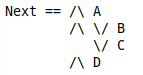 Next == /\ A
        /\ \/ B
           \/ C
        /\ D